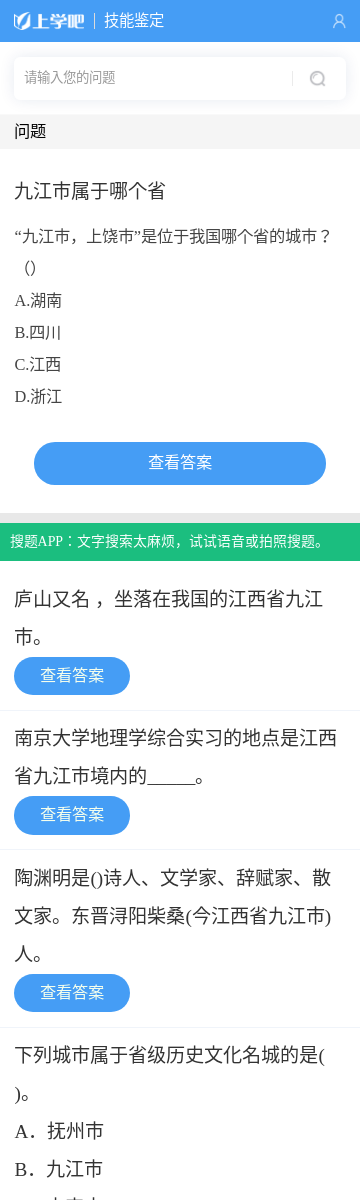 上学吧 | 技能鉴定
请输入您的问题
问题
九江市属于哪个省
“九江市，上饶市”是位于我国哪个省的城市？
（）
A.湖南
B.四川
C.江西
D.浙江
查看答案
搜题APP：文字搜索太麻烦，试试语音或拍照搜题。
庐山又名 ，坐落在我国的江西省九江
市。
查看答案
南京大学地理学综合实习的地点是江西
省九江市境内的_____。
查看答案
陶渊明是()诗人、文学家、辞赋家、散
文家。东晋浔阳柴桑(今江西省九江市)
人。
查看答案
下列城市属于省级历史文化名城的是(
)。
A．抚州市
B．九江市